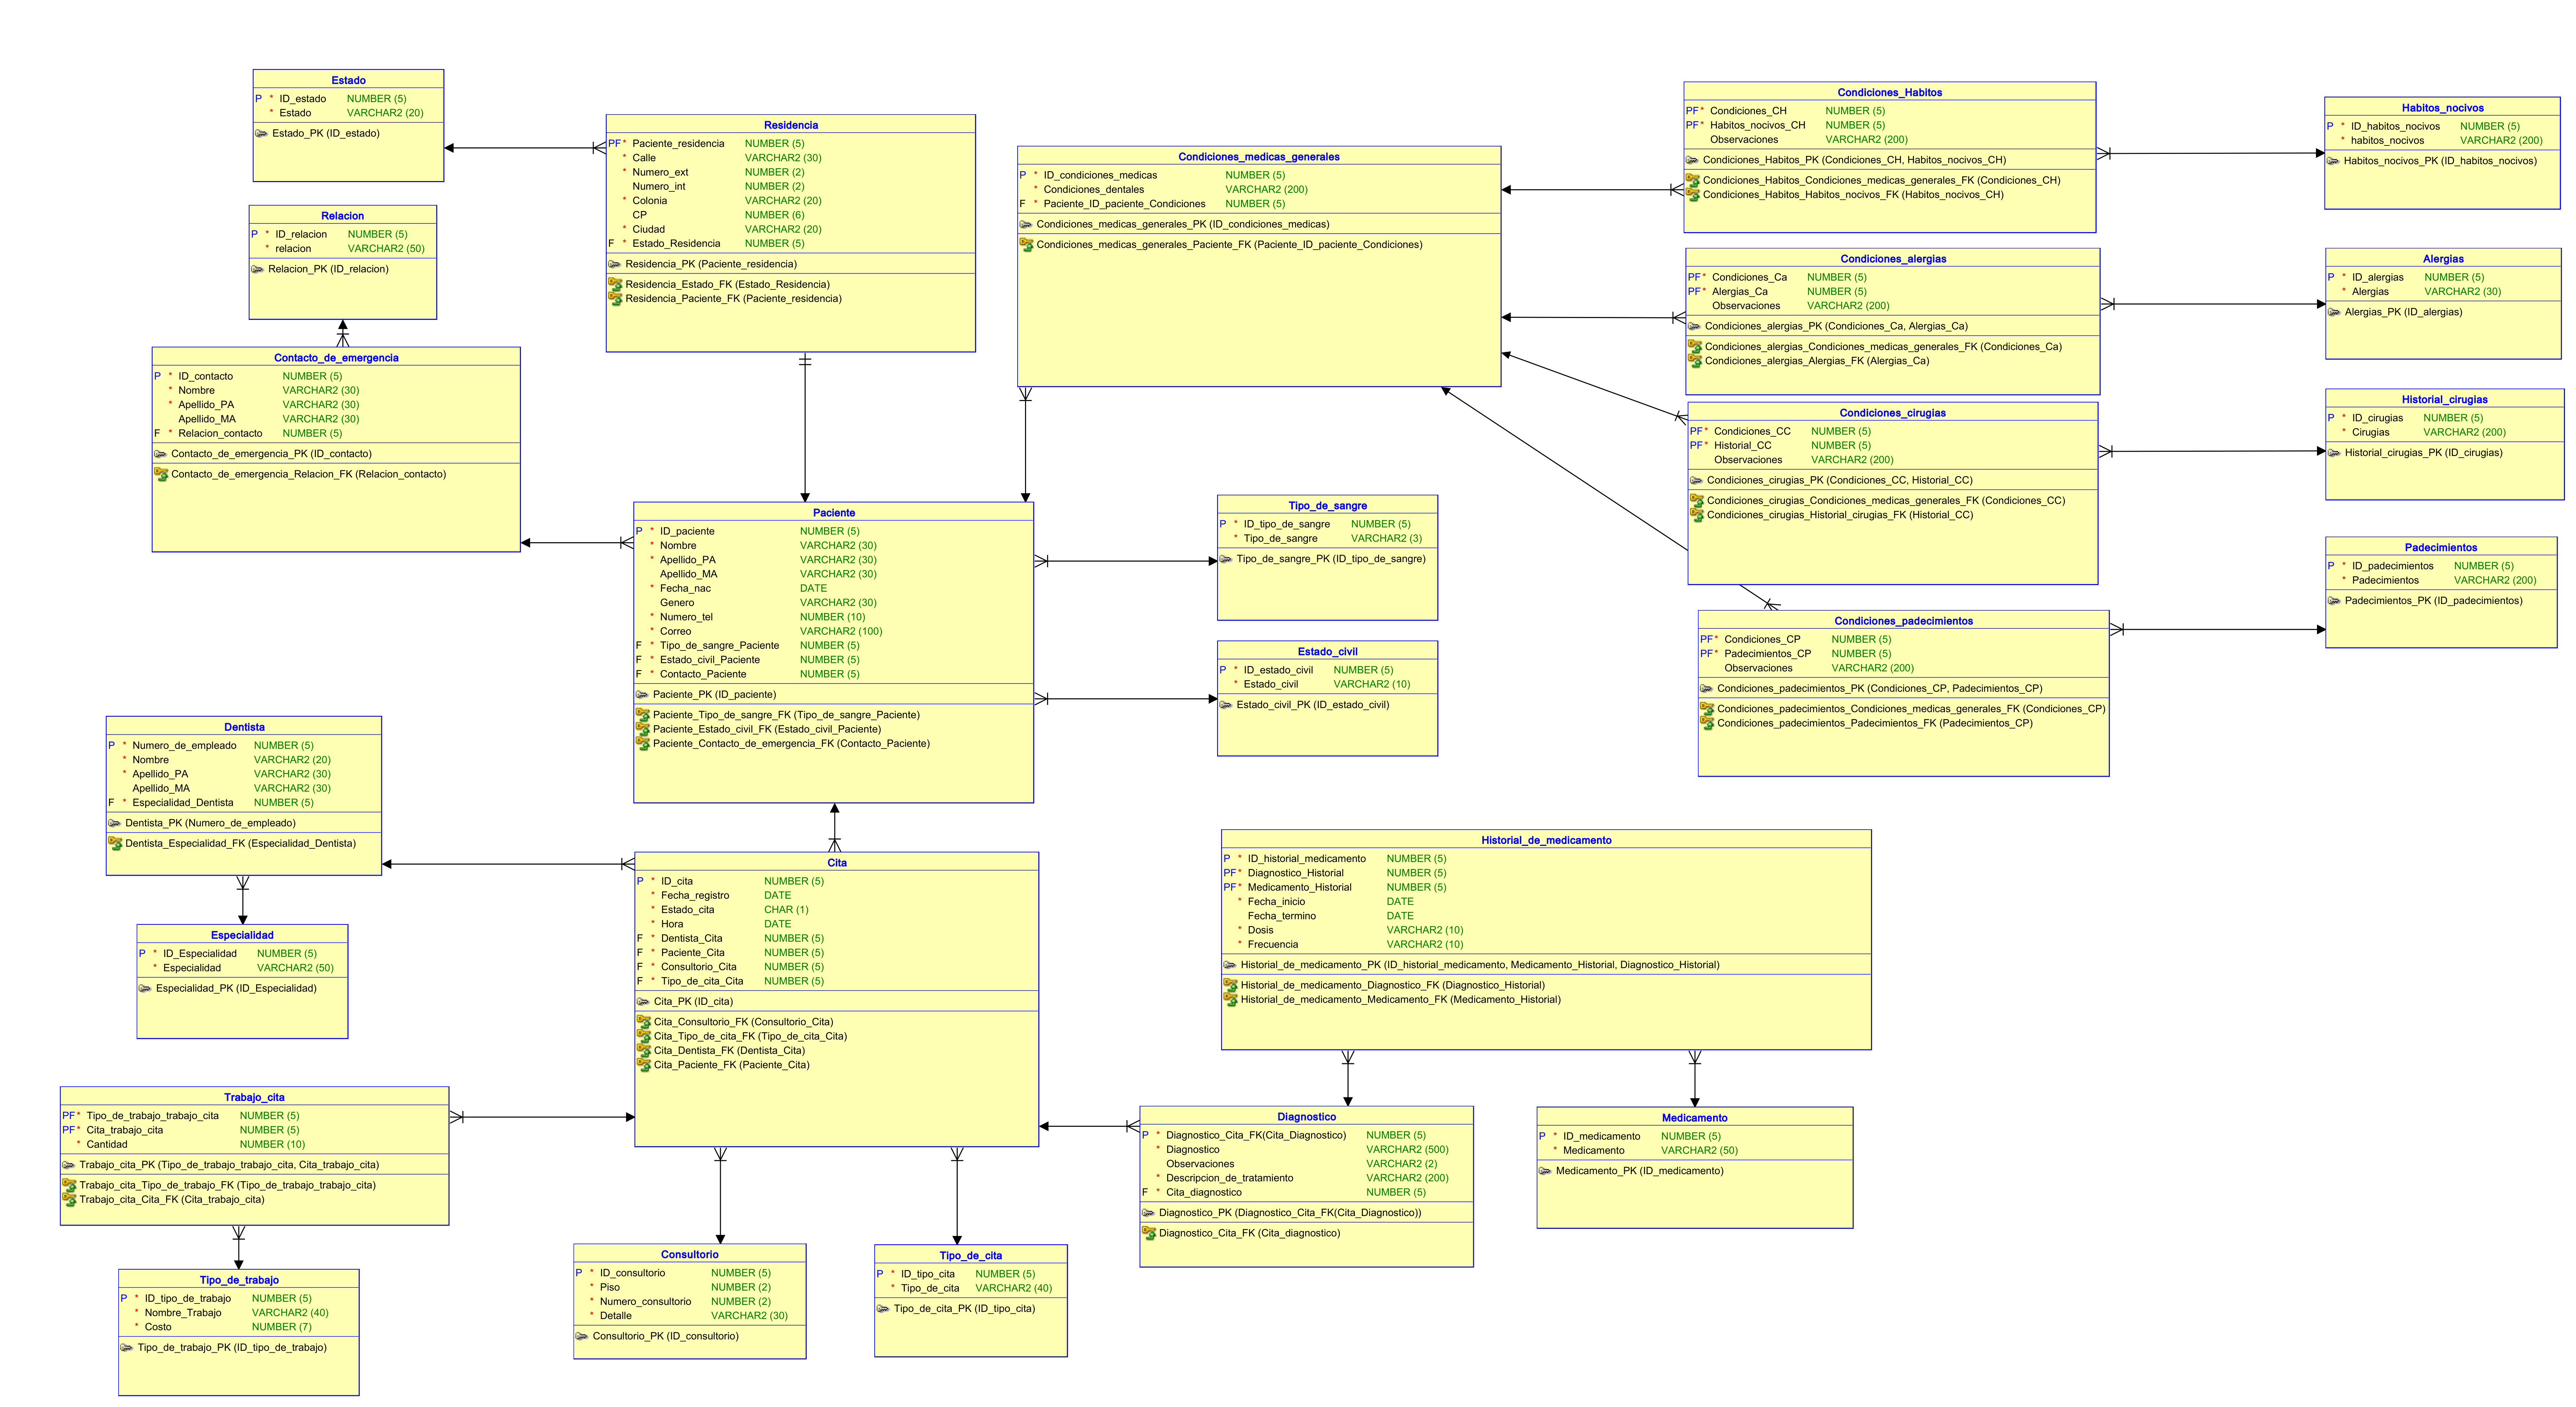 Estado
P * ID_estado NUMBER (5)
* Estado VARCHAR2 (20)
Estado_PK (ID_estado)
Relacion
P * ID_relacion NUMBER (5)
* relacion VARCHAR2 (50)
Relacion_PK (ID_relacion)
Contacto_de_emergencia
P * ID_contacto NUMBER (5)
* Nombre VARCHAR2 (30)
* Apellido_PA VARCHAR2 (30)
Apellido_MA VARCHAR2 (30)
F * Relacion_contacto NUMBER (5)
Contacto_de_emergencia_PK (ID_contacto)
Contacto_de_emergencia_Relacion_FK (Relacion_contacto)
Residencia
PF* Paciente_residencia NUMBER (5)
* Calle VARCHAR2 (30)
* Numero_ext NUMBER (2)
Numero_int NUMBER (2)
* Colonia VARCHAR2 (20)
CP NUMBER (6)
* Ciudad VARCHAR2 (20)
F * Estado_Residencia NUMBER (5)
Residencia_PK (Paciente_residencia)
Residencia_Estado_FK (Estado_Residencia)
Residencia_Paciente_FK (Paciente_residencia)
Condiciones_medicas_generales
P * ID_condiciones_medicas NUMBER (5)
* Condiciones_dentales VARCHAR2 (200)
F * Paciente_ID_paciente_Condiciones NUMBER (5)
Condiciones_medicas_generales_PK (ID_condiciones_medicas)
Condiciones_medicas_generales_Paciente_FK (Paciente_ID_paciente_Condiciones)
Condiciones_Habitos
PF* Condiciones_CH NUMBER (5)
PF* Habitos_nocivos_CH NUMBER (5)
Observaciones VARCHAR2 (200)
Condiciones_Habitos_PK (Condiciones_CH, Habitos_nocivos_CH)
Condiciones_Habitos_Condiciones_medicas_generales_FK (Condiciones_CH)
Condiciones_Habitos_Habitos_nocivos_FK (Habitos_nocivos_CH)
Habitos_nocivos
P * ID_habitos_nocivos NUMBER (5)
* habitos_nocivos VARCHAR2 (200)
Habitos_nocivos_PK (ID_habitos_nocivos)
Condiciones_alergias
PF* Condiciones_Ca NUMBER (5)
PF* Alergias_Ca NUMBER (5)
Observaciones VARCHAR2 (200)
Condiciones_alergias_PK (Condiciones_Ca, Alergias_Ca)
Condiciones_alergias_Condiciones_medicas_generales_FK (Condiciones_Ca)
Condiciones_alergias_Alergias_FK (Alergias_Ca)
Alergias
P * ID_alergias NUMBER (5)
* Alergias VARCHAR2 (30)
Alergias_PK (ID_alergias)
Condiciones_cirugias
PF* Condiciones_CC NUMBER (5)
PF* Historial_CC NUMBER (5)
Observaciones VARCHAR2 (200)
Condiciones_cirugias_PK (Condiciones_CC, Historial_CC)
Condiciones_cirugias_Condiciones_medicas_generales_FK (Condiciones_CC)
Condiciones_cirugias_Historial_cirugias_FK (Historial_CC)
Historial_cirugias
P * ID_cirugias NUMBER (5)
* Cirugias VARCHAR2 (200)
Historial_cirugias_PK (ID_cirugias)
Condiciones_padecimientos
PF* Condiciones_CP NUMBER (5)
PF* Padecimientos_CP NUMBER (5)
Observaciones VARCHAR2 (200)
Condiciones_padecimientos_PK (Condiciones_CP, Padecimientos_CP)
Condiciones_padecimientos_Condiciones_medicas_generales_FK (Condiciones_CP)
Condiciones_padecimientos_Padecimientos_FK (Padecimientos_CP)
Padecimientos
P * ID_padecimientos NUMBER (5)
* Padecimientos VARCHAR2 (200)
Padecimientos_PK (ID_padecimientos)
Paciente
P * ID_paciente NUMBER (5)
* Nombre VARCHAR2 (30)
* Apellido_PA VARCHAR2 (30)
Apellido_MA VARCHAR2 (30)
* Fecha_nac DATE
Genero VARCHAR2 (30)
* Numero_tel NUMBER (10)
* Correo VARCHAR2 (100)
F * Tipo_de_sangre_Paciente NUMBER (5)
F * Estado_civil_Paciente NUMBER (5)
F * Contacto_Paciente NUMBER (5)
Paciente_PK (ID_paciente)
Paciente_Tipo_de_sangre_FK (Tipo_de_sangre_Paciente)
Paciente_Estado_civil_FK (Estado_civil_Paciente)
Paciente_Contacto_de_emergencia_FK (Contacto_Paciente)
Tipo_de_sangre
P * ID_tipo_de_sangre NUMBER (5)
* Tipo_de_sangre VARCHAR2 (3)
Tipo_de_sangre_PK (ID_tipo_de_sangre)
Estado_civil
P * ID_estado_civil NUMBER (5)
* Estado_civil VARCHAR2 (10)
Estado_civil_PK (ID_estado_civil)
Dentista
P * Numero_de_empleado NUMBER (5)
* Nombre VARCHAR2 (20)
* Apellido_PA VARCHAR2 (30)
Apellido_MA VARCHAR2 (30)
F * Especialidad_Dentista NUMBER (5)
Dentista_PK (Numero_de_empleado)
Dentista_Especialidad_FK (Especialidad_Dentista)
Especialidad
P * ID_Especialidad NUMBER (5)
* Especialidad VARCHAR2 (50)
Especialidad_PK (ID_Especialidad)
Cita
P * ID_cita NUMBER (5)
* Fecha_registro DATE
* Estado_cita CHAR (1)
* Hora DATE
F * Dentista_Cita NUMBER (5)
F * Paciente_Cita NUMBER (5)
F * Consultorio_Cita NUMBER (5)
F * Tipo_de_cita_Cita NUMBER (5)
Cita_PK (ID_cita)
Cita_Consultorio_FK (Consultorio_Cita)
Cita_Tipo_de_cita_FK (Tipo_de_cita_Cita)
Cita_Dentista_FK (Dentista_Cita)
Cita_Paciente_FK (Paciente_Cita)
Historial_de_medicamento
P * ID_historial_medicamento NUMBER (5)
PF* Diagnostico_Historial NUMBER (5)
PF* Medicamento_Historial NUMBER (5)
* Fecha_inicio DATE
Fecha_termino DATE
* Dosis VARCHAR2 (10)
* Frecuencia VARCHAR2 (10)
Historial_de_medicamento_PK (ID_historial_medicamento, Medicamento_Historial, Diagnostico_Historial)
Historial_de_medicamento_Diagnostico_FK (Diagnostico_Historial)
Historial_de_medicamento_Medicamento_FK (Medicamento_Historial)
Trabajo_cita
PF* Tipo_de_trabajo_trabajo_cita NUMBER (5)
PF* Cita_trabajo_cita NUMBER (5)
* Cantidad NUMBER (10)
Trabajo_cita_PK (Tipo_de_trabajo_trabajo_cita, Cita_trabajo_cita)
Trabajo_cita_Tipo_de_trabajo_FK (Tipo_de_trabajo_trabajo_cita)
Trabajo_cita_Cita_FK (Cita_trabajo_cita)
Tipo_de_trabajo
P * ID_tipo_de_trabajo NUMBER (5)
* Nombre_Trabajo VARCHAR2 (40)
* Costo NUMBER (7)
Tipo_de_trabajo_PK (ID_tipo_de_trabajo)
Consultorio
P * ID_consultorio NUMBER (5)
* Piso NUMBER (2)
* Numero_consultorio NUMBER (2)
* Detalle VARCHAR2 (30)
Consultorio_PK (ID_consultorio)
Tipo_de_cita
P * ID_tipo_cita NUMBER (5)
* Tipo_de_cita VARCHAR2 (40)
Tipo_de_cita_PK (ID_tipo_cita)
Diagnostico
P * Diagnostico_Cita_FK(Cita_Diagnostico) NUMBER (5)
* Diagnostico VARCHAR2 (500)
Observaciones VARCHAR2 (2)
* Descripcion_de_tratamiento VARCHAR2 (200)
F * Cita_diagnostico NUMBER (5)
Diagnostico_PK (Diagnostico_Cita_FK(Cita_Diagnostico))
Diagnostico_Cita_FK (Cita_diagnostico)
Medicamento
P * ID_medicamento NUMBER (5)
* Medicamento VARCHAR2 (50)
Medicamento_PK (ID_medicamento)